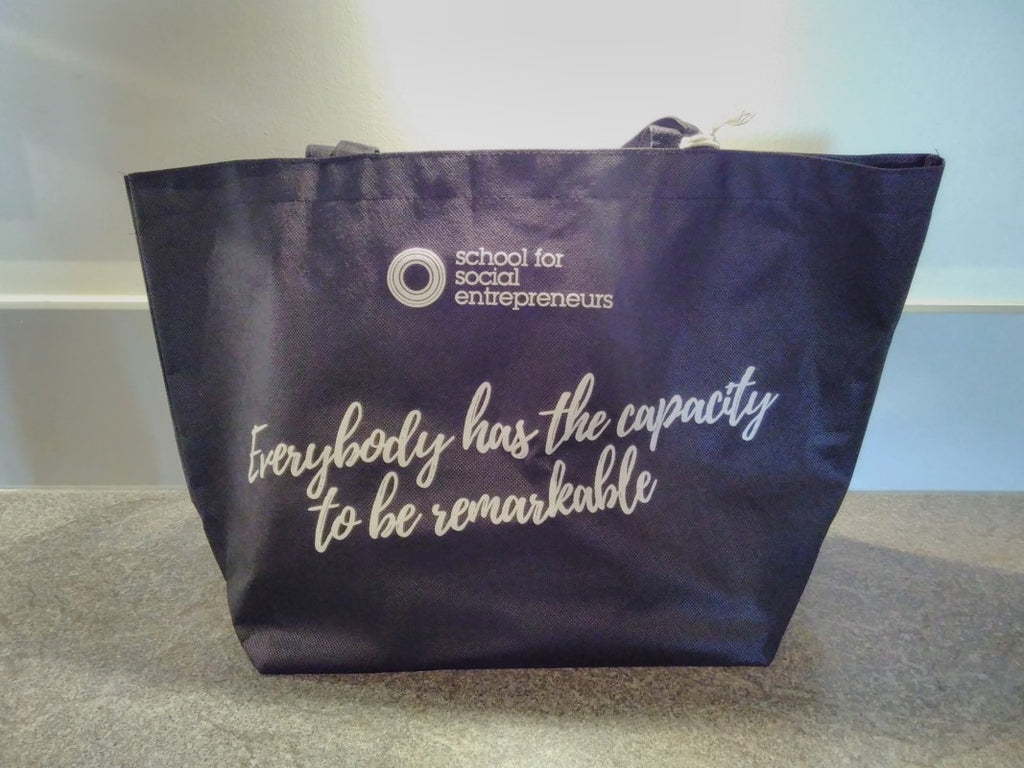 school for
social
entrepreneurs
Everybody has the capacity
to be remarkable